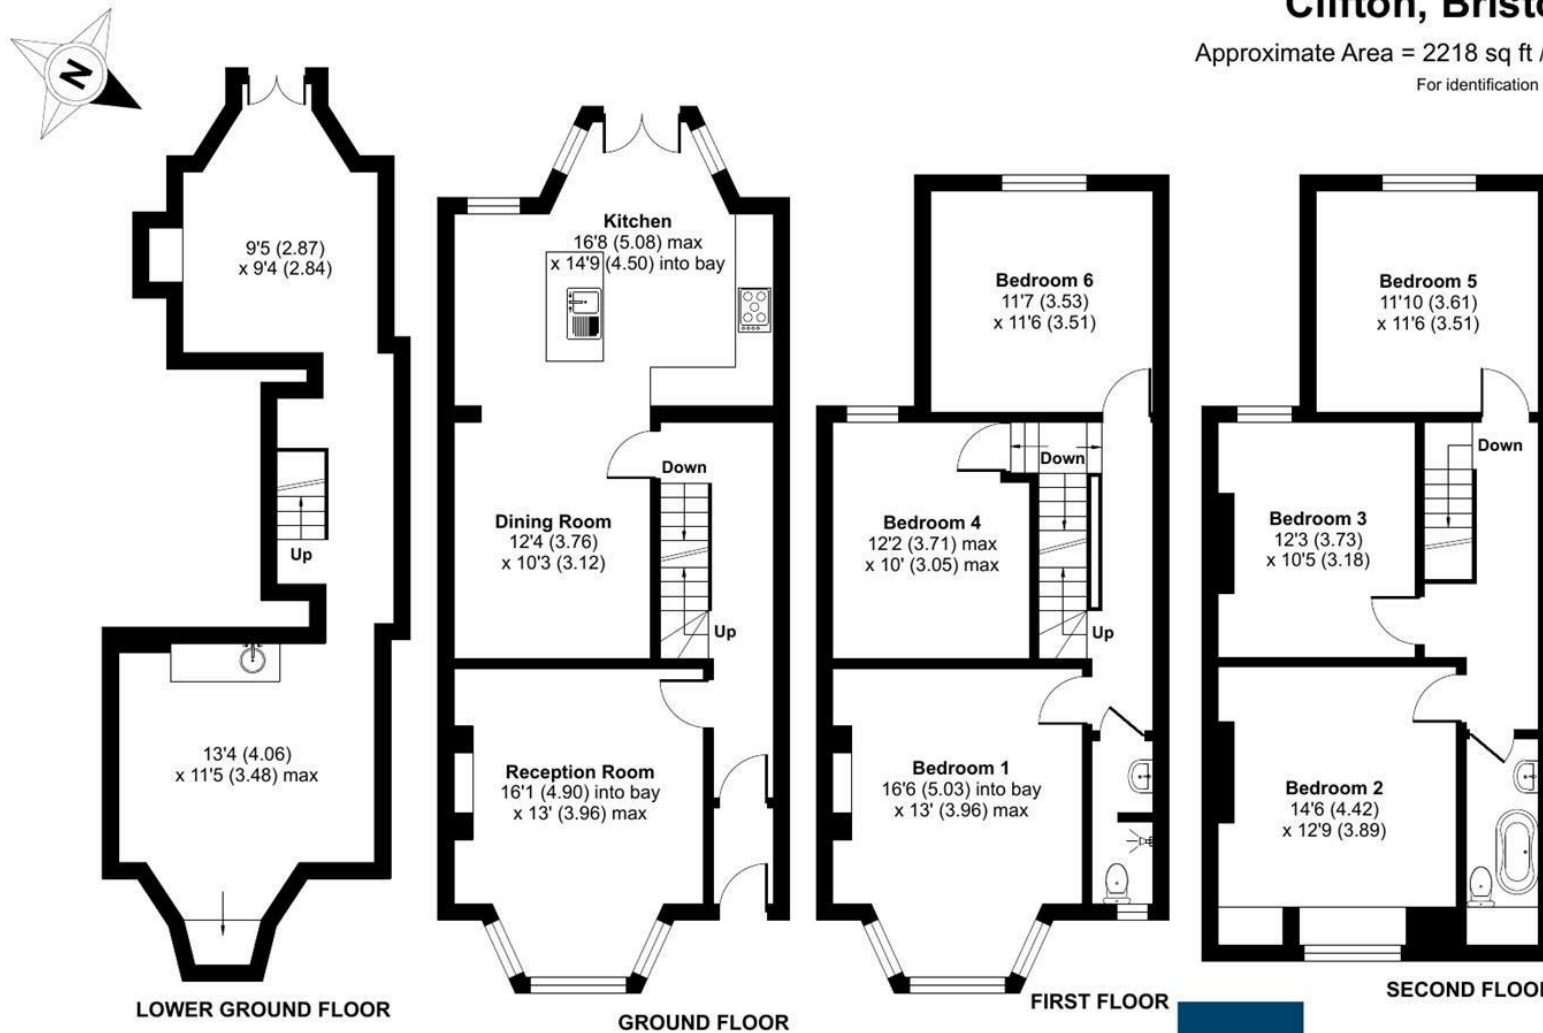 Clifton, Bristo
Approximate Area = 2218 sq ft /
For identification
N
9'5 (2.87)
x 9'4 (2.84)
Up
13'4 (4.06)
x 11'5 (3.48) max
LOWER GROUND FLOOR
Kitchen
16'8 (5.08) max
x 14'9 (4.50) into bay
Down
Dining Room
12'4 (3.76)
x 10'3 (3.12)
Up
Reception Room
16'1 (4.90) into bay
x 13' (3.96) max
GROUND FLOOR
Bedroom 6
11'7 (3.53)
x 11'6 (3.51)
Down
Bedroom 4
12'2 (3.71) max
x 10' (3.05) max
Up
Bedroom 1
16'6 (5.03) into bay
x 13' (3.96) max
FIRST FLOOR
Bedroom 5
11'10 (3.61)
x 11'6 (3.51)
Down
Bedroom 3
12'3 (3.73)
x 10'5 (3.18)
Bedroom 2
14'6 (4.42)
x 12'9 (3.89)
SECOND FLOOR